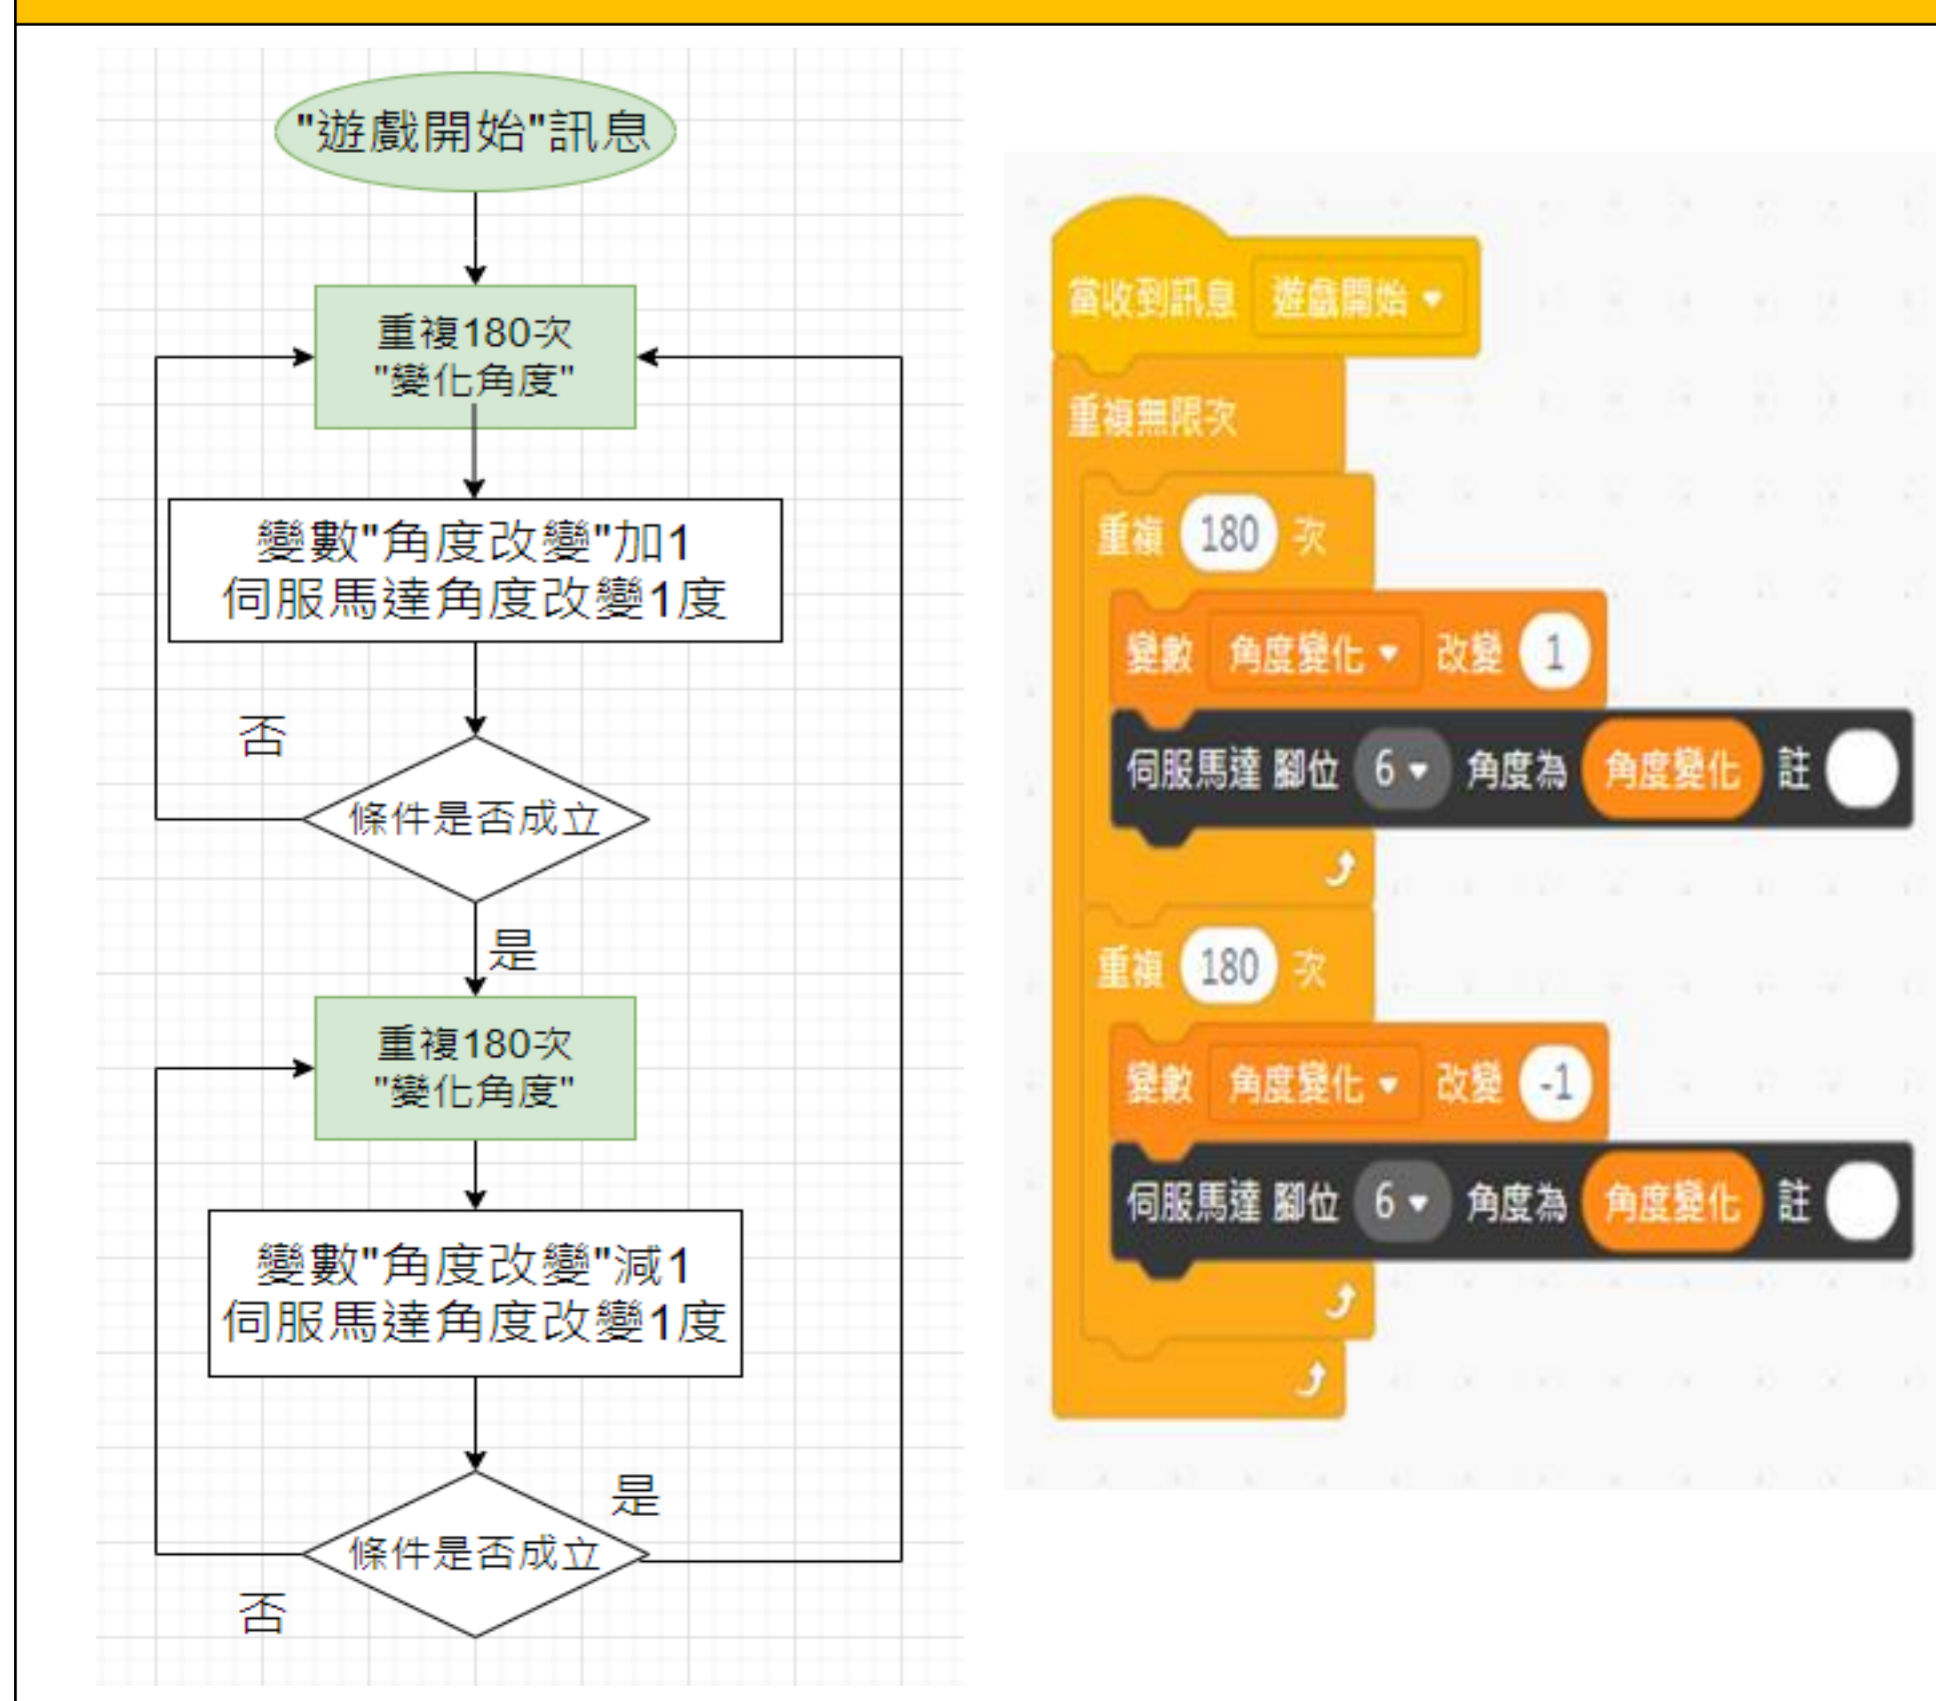 "遊戲開始"訊息
重複180次
"變化角度"
變數"角度改變"加1
伺服馬達角度改變1度
否
條件是否成立
是
重複180次
"變化角度"
變數"角度改變"減1
伺服馬達角度改變1度
是
條件是否成立
否
當收到訊息 遊戲開始
重複無限次
重複 180 次
變數 角度變化 改變 1
伺服馬達 腳位 6 角度為 角度變化 註
重複 180 次
變數 角度變化 改變 -1
伺服馬達 腳位 6 角度為 角度變化 註